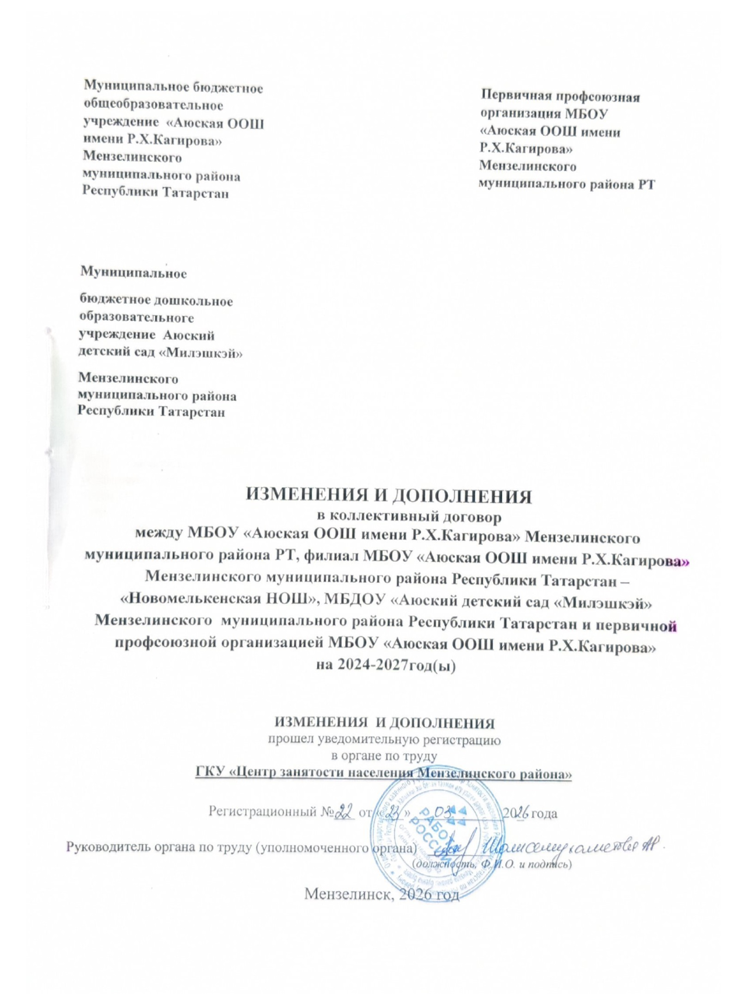 Муниципальное бюджетное
общеобразовательное
учреждение «Аюская ООШ
имени Р.Х.Кагирова»
Мензелинского
муниципального района
Республики Татарстан
Первичная профсоюзная
организация МБОУ
«Аюская ООШ имени
Р.Х.Кагирова»
Мензелинского
муниципального района РТ
Муниципальное
бюджетное дошкольное
образовательноге
учреждение Аюский
детский сад «Милэшкэй»
Мензелинского
муниципального района
Республики Татарстан
ИЗМЕНЕНИЯ И ДОПОЛНЕНИЯ
в коллективный договор
между МБОУ «Аюская ООШ имени Р.Х.Кагирова» Мензелинского
муниципального района РТ, филиал МБОУ «Аюская ООШ имени Р.Х.Кагирова»
Мензелинского муниципального района Республики Татарстан –
«Новомелькенская НОШ», МБДОУ «Аюский детский сад «Милэшкэй»
Мензелинского муниципального района Республики Татарстан и первичной
профсоюзной организацией МБОУ «Аюская ООШ имени Р.Х.Кагирова»
на 2024-2027год(ы)
ИЗМЕНЕНИЯ И ДОПОЛНЕНИЯ
прошел уведомительную регистрацию
в органе по труду
ГКУ «Центр занятости населения Мензелинского района»
Регистрационный №22 от «23» 03 2026 года
Руководитель органа по труду (уполномоченного органа)
(должность, Ф.И.О. и подпись)
РАБОТА
РОССИИ
Мензелинск, 2026 год